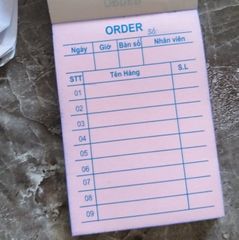 ORDER
ORDER Số:
Ngày Giờ Bàn số Nhân viên
STT Tên Hàng S.L
01
02
03
04
05
06
07
08
09